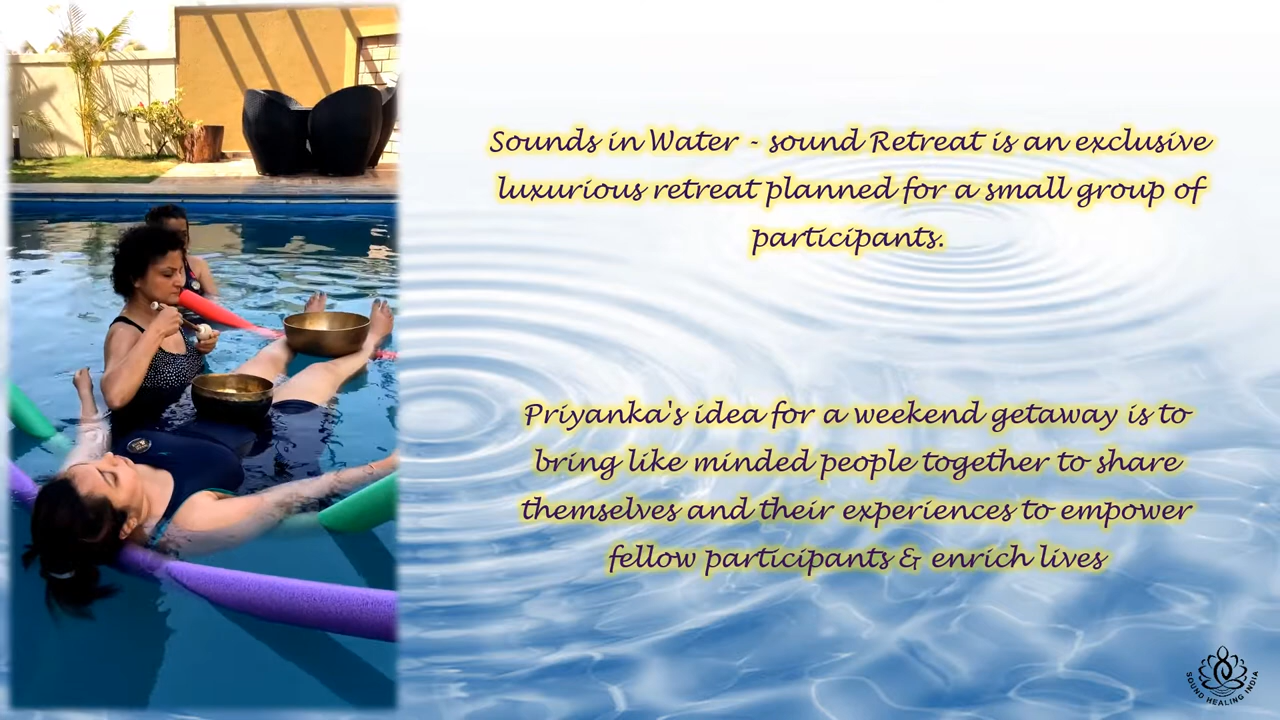 Sounds in Water - sound Retreat is an exclusive
luxurious retreat planned for a small group of
participants.
Priyanka's idea for a weekend getaway is to
bring like minded people together to share
themselves and their experiences to empower
fellow participants & enrich lives
SOUND HEALING INDIA